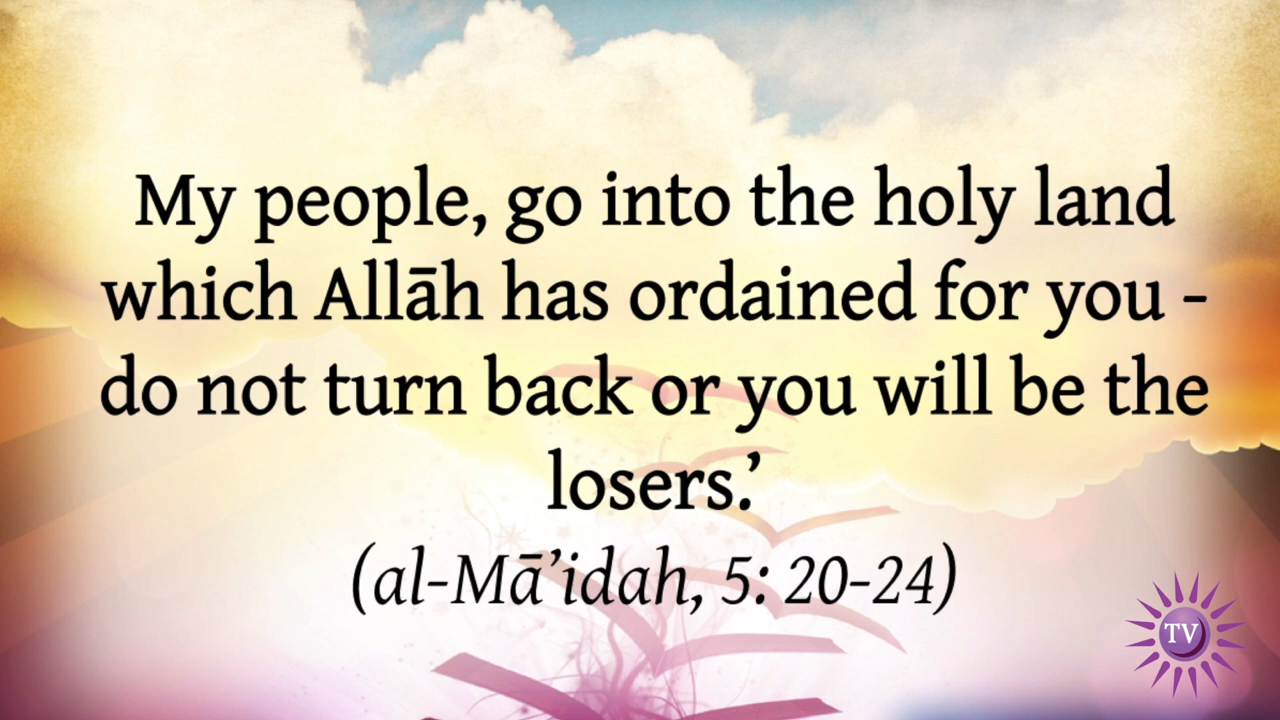 My people, go into the holy land
which Allāh has ordained for you -
do not turn back or you will be the
losers.’
(al-Mā’idah, 5: 20-24)
TV